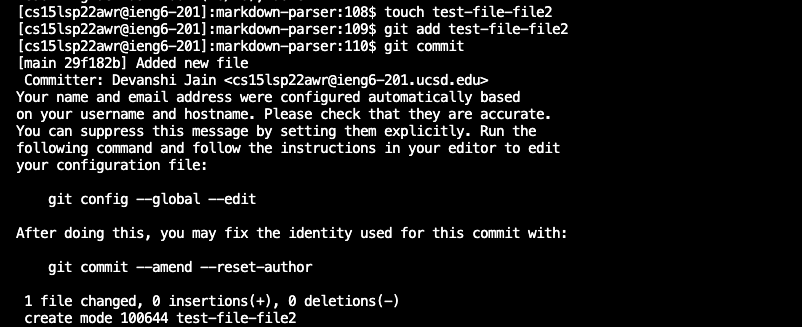 [cs15lsp22awr@ieng6-201]:markdown-parser:108$ touch test-file-file2
[cs15lsp22awr@ieng6-201]:markdown-parser:109$ git add test-file-file2
[cs15lsp22awr@ieng6-201]:markdown-parser:110$ git commit
[main 29f182b] Added new file
 Committer: Devanshi Jain <cs15lsp22awr@ieng6-201.ucsd.edu>
Your name and email address were configured automatically based
on your username and hostname. Please check that they are accurate.
You can suppress this message by setting them explicitly. Run the
following command and follow the instructions in your editor to edit
your configuration file:

    git config --global --edit

After doing this, you may fix the identity used for this commit with:

    git commit --amend --reset-author

 1 file changed, 0 insertions(+), 0 deletions(-)
 create mode 100644 test-file-file2